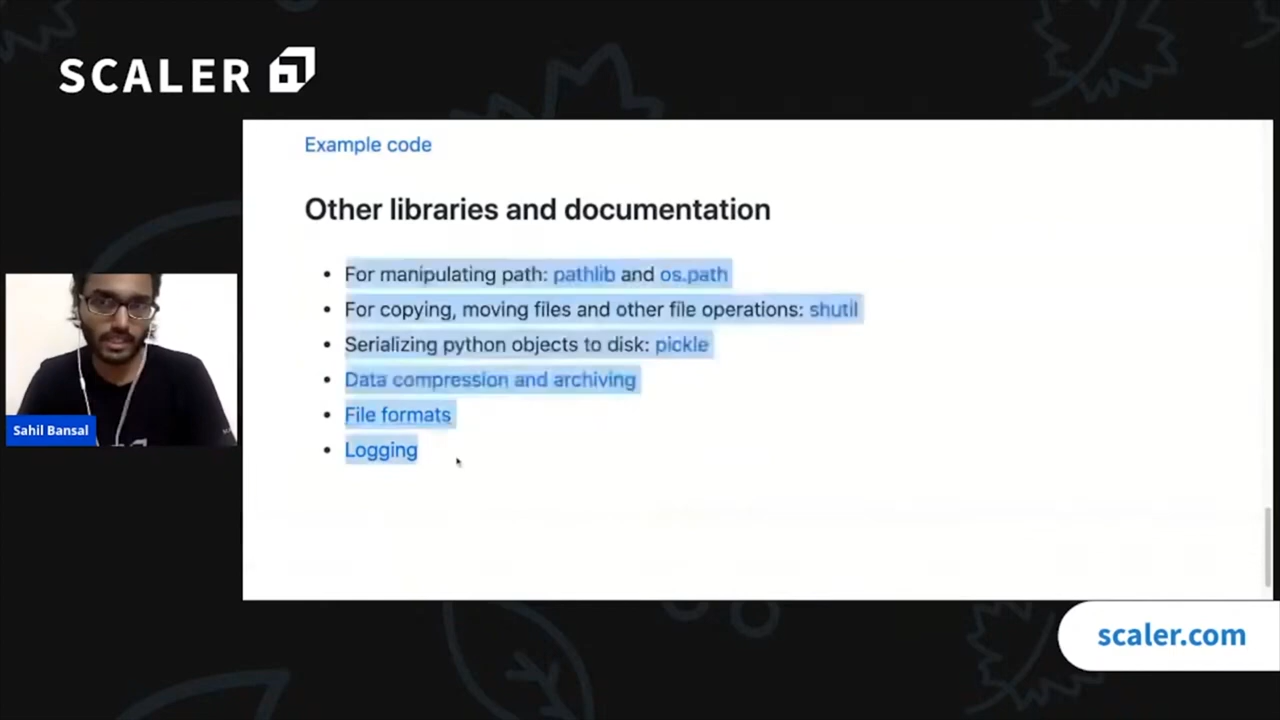 SCALER
Example code
Other libraries and documentation
• For manipulating path: pathlib and os.path
• For copying, moving files and other file operations: shutil
• Serializing python objects to disk: pickle
• Data compression and archiving
• File formats
• Logging
Sahil Bansal
scaler.com